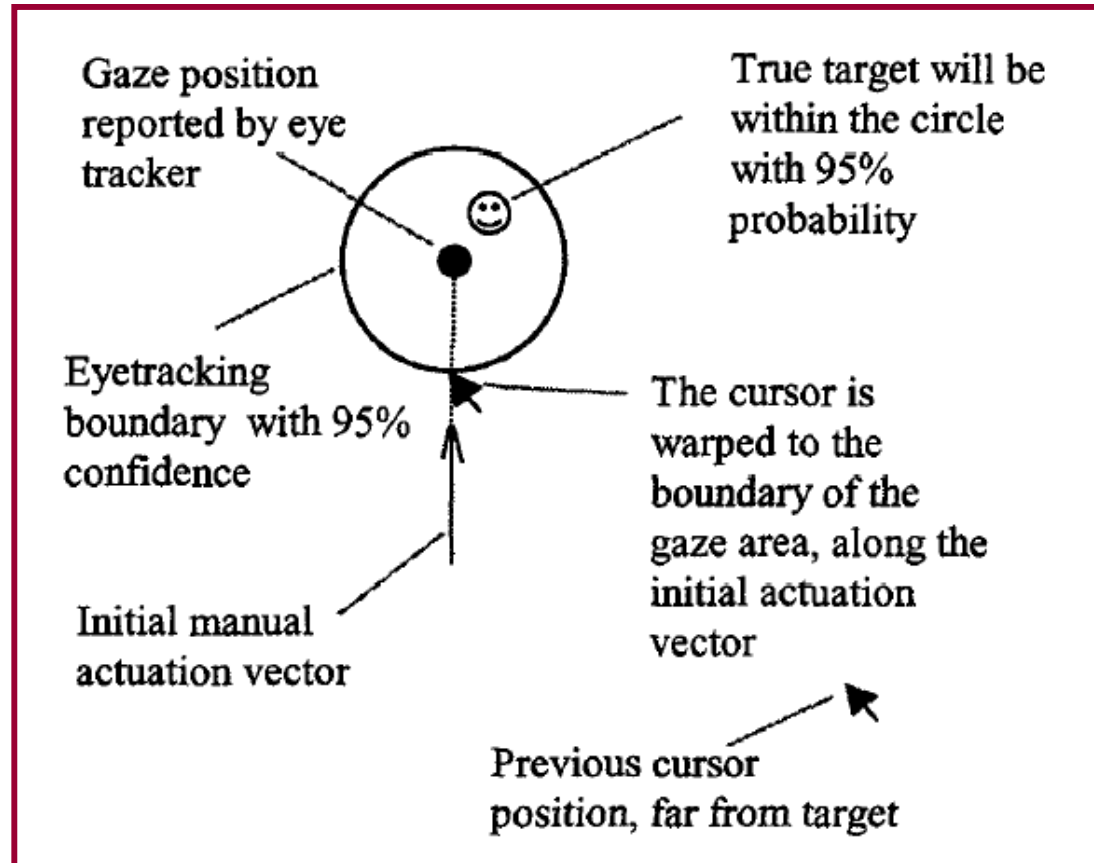 Gaze position
reported by eye
tracker
True target will be
within the circle
with 95%
probability
Eyetracking
boundary with 95%
confidence
The cursor is
warped to the
boundary of the
gaze area, along the
initial actuation
vector
Initial manual
actuation vector
Previous cursor
position, far from target